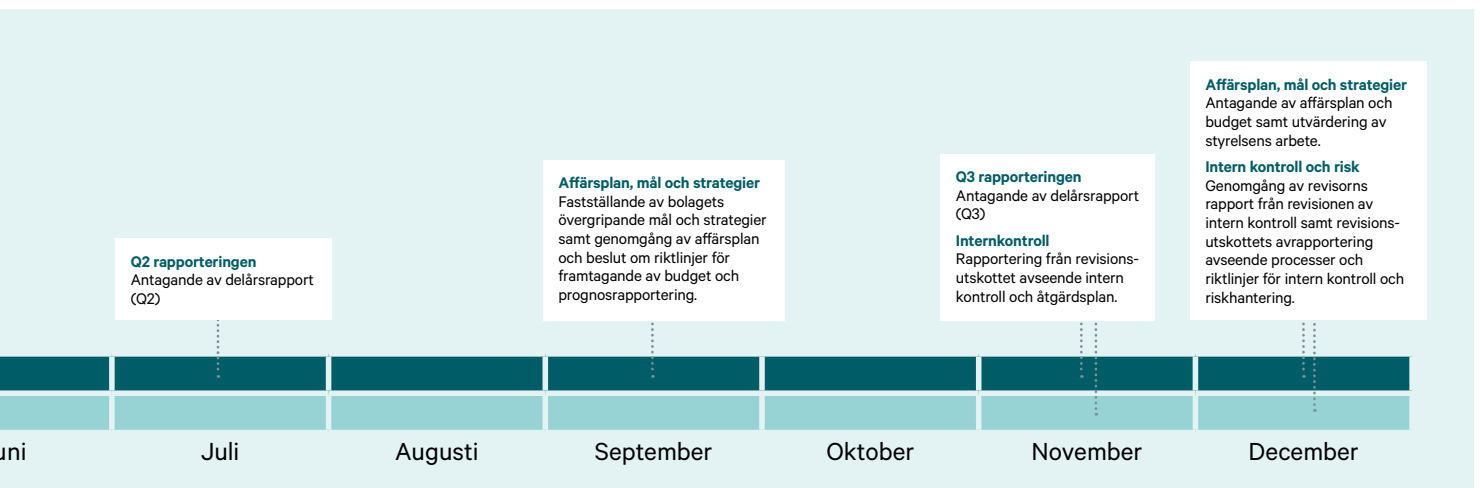 Q2 rapporteringen
Antagande av delårsrapport
(Q2)
Affärsplan, mål och strategier
Fastställande av bolagets
övergripande mål och strategier
samt genomgång av affärsplan
och beslut om riktlinjer för
framtagande av budget och
prognosrapportering.
Q3 rapporteringen
Antagande av delårsrapport
(Q3)
Internkontroll
Rapportering från revisions-
utskottet avseende intern
kontroll och åtgärdsplan.
Affärsplan, mål och strategier
Antagande av affärsplan och
budget samt utvärdering av
styrelsens arbete.
Intern kontroll och risk
Genomgång av revisorns
rapport från revisionen av
intern kontroll samt revisions-
utskottets avrapportering
avseende processer och
riktlinjer för intern kontroll och
riskhantering.
uni
Juli
Augusti
September
Oktober
November
December